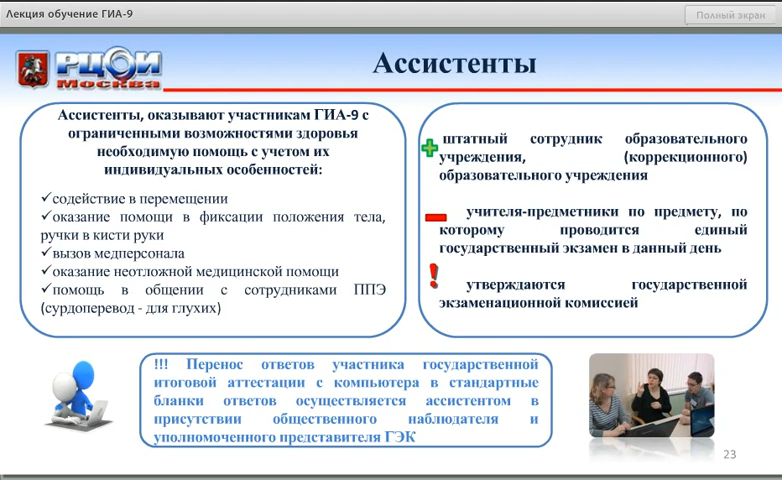 Лекция обучение ГИА-9
Полный экран
РЦОИ
Москва
Ассистенты
Ассистенты, оказывают участникам ГИА-9 с
ограниченными возможностями здоровья
необходимую помощь с учетом их
индивидуальных особенностей:
✓содействие в перемещении
✓оказание помощи в фиксации положения тела,
ручки в кисти руки
✓вызов медперсонала
✓оказание неотложной медицинской помощи
✓помощь в общении с сотрудниками ППЭ
(сурдоперевод - для глухих)
штатный сотрудник образовательного
учреждения, (коррекционного)
образовательного учреждения
учителя-предметники по предмету, по
которому проводится единый
государственный экзамен в данный день
утверждаются государственной
экзаменационной комиссией
!!! Перенос ответов участника государственной
итоговой аттестации с компьютера в стандартные
бланки ответов осуществляется ассистентом в
присутствии общественного наблюдателя и
уполномоченного представителя ГЭК
23